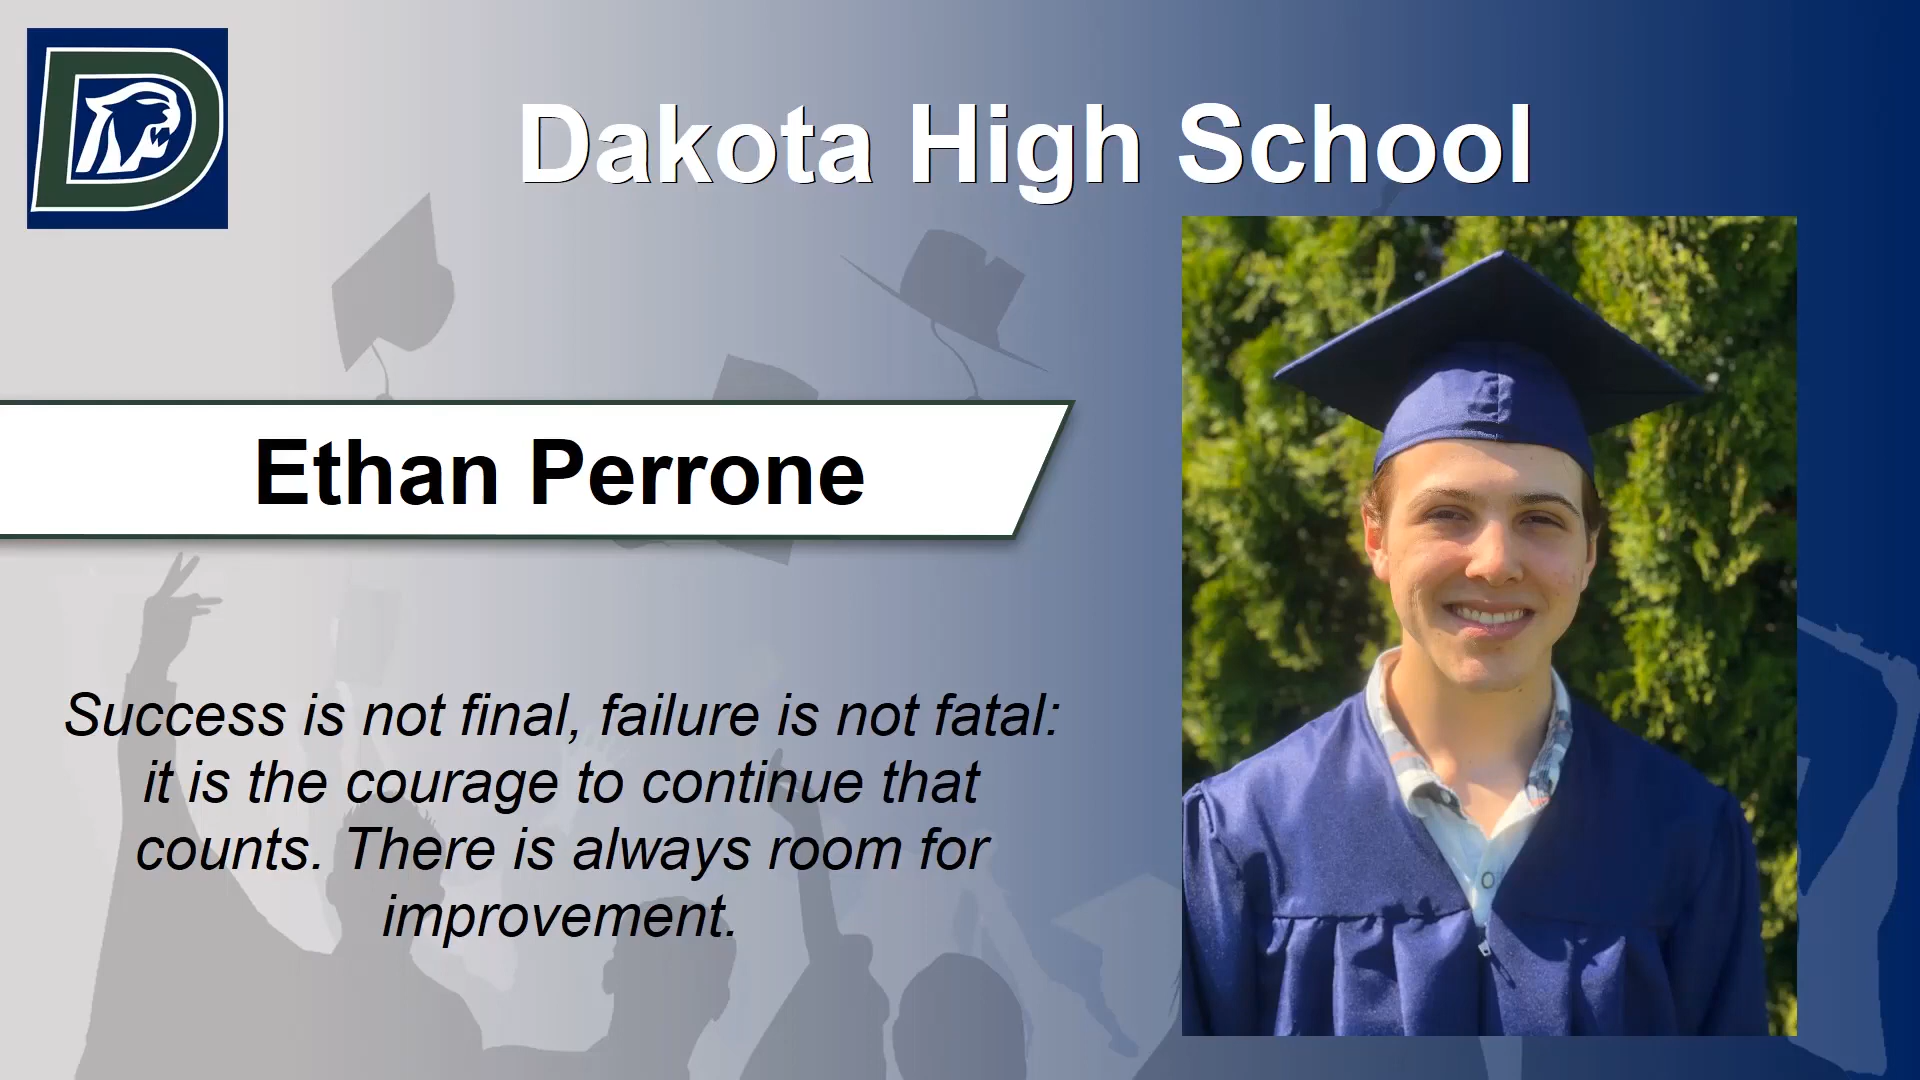 D
Dakota High School
Ethan Perrone
Success is not final, failure is not fatal:
it is the courage to continue that
counts. There is always room for
improvement.